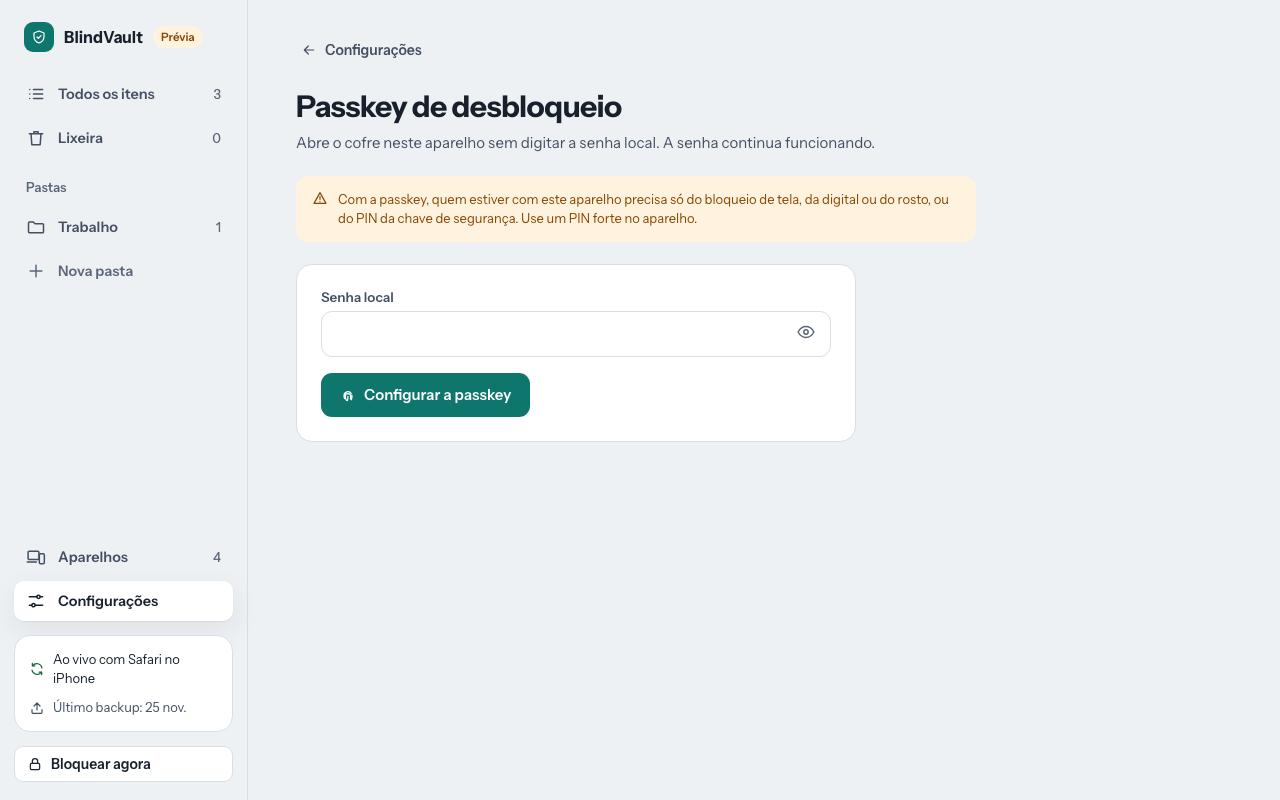 BlindVault Prévia
Todos os itens 3
Lixeira 0
Pastas
Trabalho 1
Nova pasta
Aparelhos 4
Configurações
Ao vivo com Safari no
iPhone
Último backup: 25 nov.
Bloquear agora
Configurações
Passkey de desbloqueio
Abre o cofre neste aparelho sem digitar a senha local. A senha continua funcionando.
Com a passkey, quem estiver com este aparelho precisa só do bloqueio de tela, da digital ou do rosto, ou
do PIN da chave de segurança. Use um PIN forte no aparelho.
Senha local
Configurar a passkey